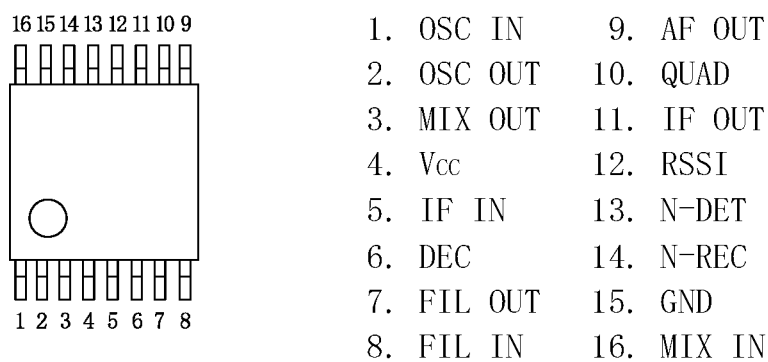 16 15 14 13 12 11 10 9
1 2 3 4 5 6 7 8
1. OSC IN
2. OSC OUT
3. MIX OUT
4. Vcc
5. IF IN
6. DEC
7. FIL OUT
8. FIL IN
9. AF OUT
10. QUAD
11. IF OUT
12. RSSI
13. N-DET
14. N-REC
15. GND
16. MIX IN